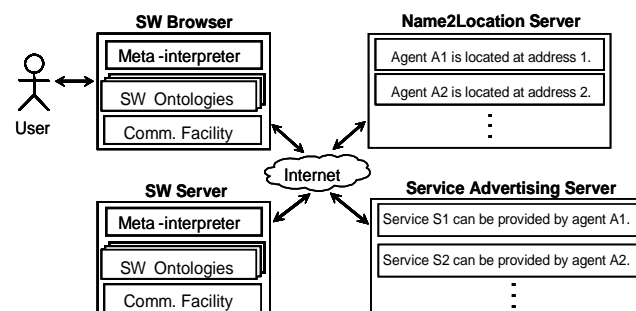 SW Browser
Meta -interpreter
SW Ontologies
Comm. Facility
User
Name2Location Server
Agent A1 is located at address 1.
Agent A2 is located at address 2.
Internet
SW Server
Meta -interpreter
SW Ontologies
Comm. Facility
Service Advertising Server
Service S1 can be provided by agent A1.
Service S2 can be provided by agent A2.